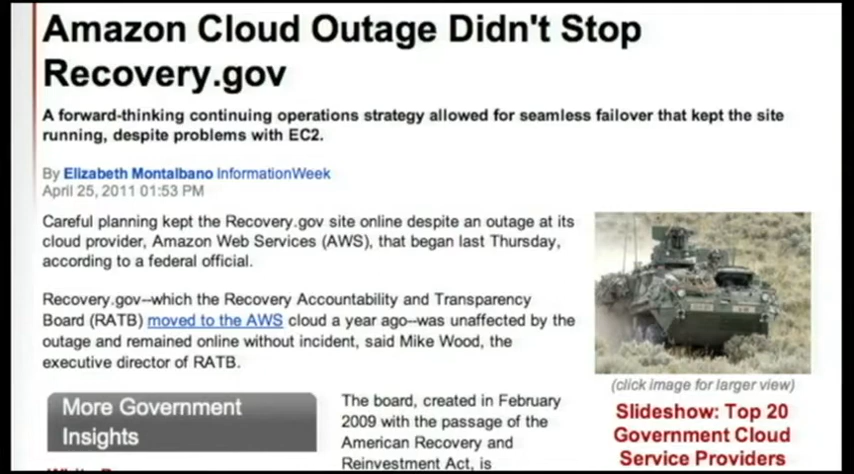 Amazon Cloud Outage Didn't Stop
Recovery.gov
A forward-thinking continuing operations strategy allowed for seamless failover that kept the site
running, despite problems with EC2.
By Elizabeth Montalbano InformationWeek
April 25, 2011 01:53 PM
Careful planning kept the Recovery.gov site online despite an outage at its
cloud provider, Amazon Web Services (AWS), that began last Thursday,
according to a federal official.
Recovery.gov--which the Recovery Accountability and Transparency
Board (RATB) moved to the AWS cloud a year ago--was unaffected by the
outage and remained online without incident, said Mike Wood, the
executive director of RATB.
(click image for larger view)
Slideshow: Top 20
Government Cloud
Service Providers
More Government
Insights
The board, created in February
2009 with the passage of the
American Recovery and
Reinvestment Act, is